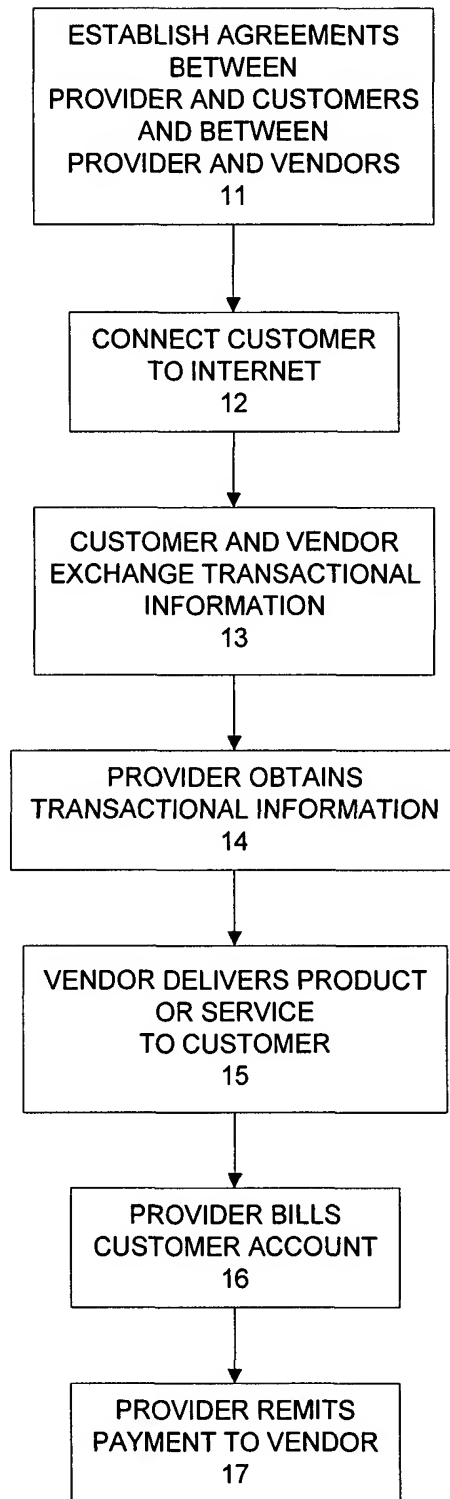 ESTABLISH AGREEMENTS
BETWEEN
PROVIDER AND CUSTOMERS
AND BETWEEN
PROVIDER AND VENDORS
11
CONNECT CUSTOMER
TO INTERNET
12
CUSTOMER AND VENDOR
EXCHANGE TRANSACTIONAL
INFORMATION
13
PROVIDER OBTAINS
TRANSACTIONAL INFORMATION
14
VENDOR DELIVERS PRODUCT
OR SERVICE
TO CUSTOMER
15
PROVIDER BILLS
CUSTOMER ACCOUNT
16
PROVIDER REMITS
PAYMENT TO VENDOR
17